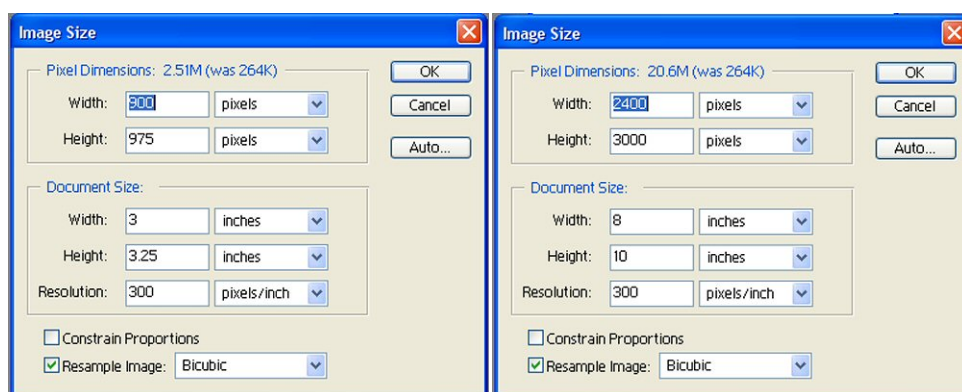 Image Size
Pixel Dimensions: 2.51M (was 264K)
Width: 900 pixels
Height: 975 pixels
OK
Cancel
Auto...
Document Size:
Width: 3 inches
Height: 3.25 inches
Resolution: 300 pixels/inch
Constrain Proportions
Resample Image: Bicubic
Image Size
Pixel Dimensions: 20.6M (was 264K)
Width: 2400 pixels
Height: 3000 pixels
OK
Cancel
Auto...
Document Size:
Width: 8 inches
Height: 10 inches
Resolution: 300 pixels/inch
Constrain Proportions
Resample Image: Bicubic